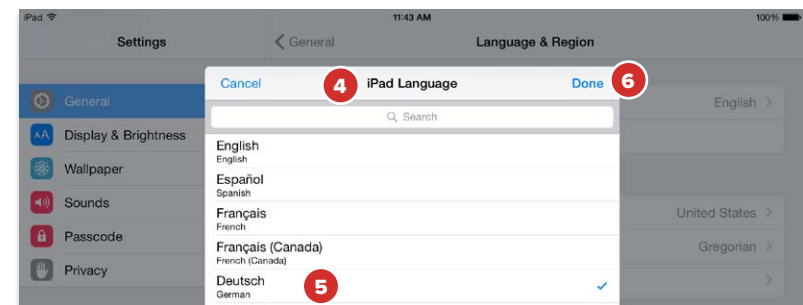 iPad 11:43 AM 100%
Settings
General
Language & Region
Cancel
4
iPad Language
Done
6
Search
General
Display & Brightness
Wallpaper
Sounds
Passcode
Privacy
English
English
Español
Spanish
Français
French
Français (Canada)
French (Canada)
Deutsch
German
5
English
United States
Gregorian